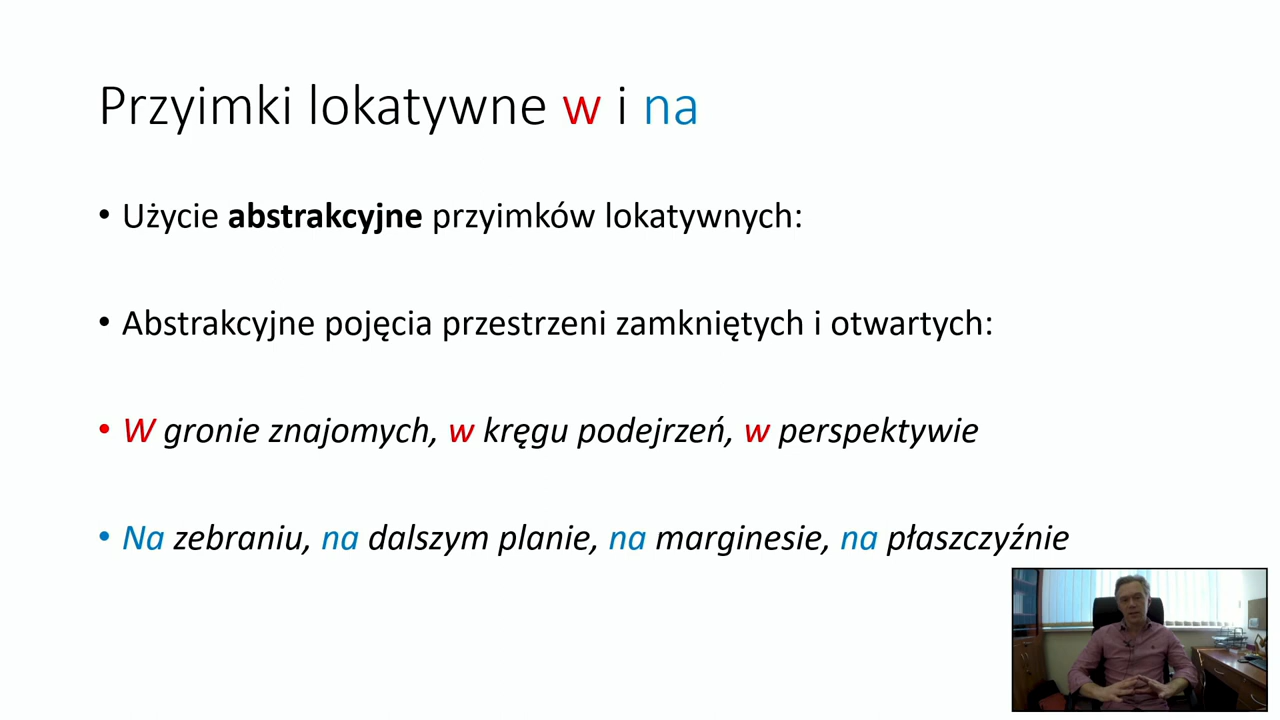 Przyimki lokatywne w i na
• Użycie abstrakcyjne przyimków lokatywnych:
• Abstrakcyjne pojęcia przestrzeni zamkniętych i otwartych:
• W gronie znajomych, w kręgu podejrzeń, w perspektywie
• Na zebraniu, na dalszym planie, na marginesie, na płaszczyźnie